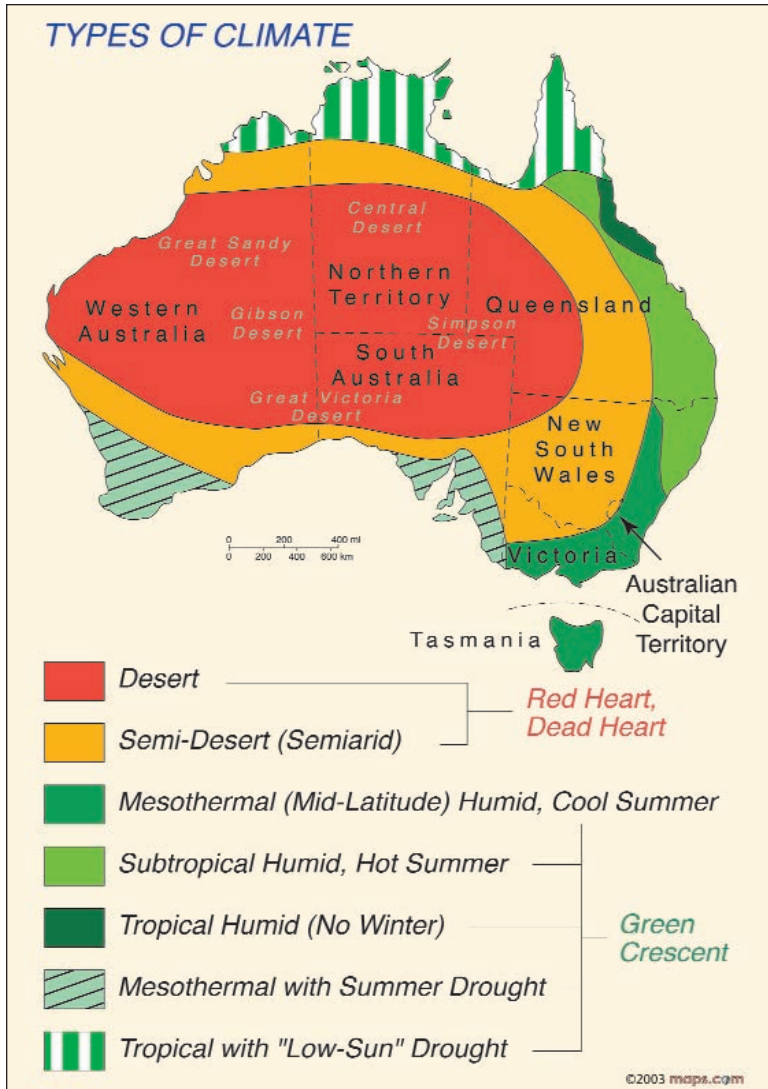 TYPES OF CLIMATE
Central
Desert
Great Sandy
Desert
Northern
Territory
Western
Australia
Gibson
Desert
Queensland
Simpson
Desert
South
Australia
Great Victoria
Desert
New
South
Wales
0 200 400 mi
0 200 400 600 km
Victoria
Australian
Capital
Territory
Tasmania
Desert
Red Heart,
Dead Heart
Semi-Desert (Semiarid)
Mesothermal (Mid-Latitude) Humid, Cool Summer
Subtropical Humid, Hot Summer
Tropical Humid (No Winter)
Green
Crescent
Mesothermal with Summer Drought
Tropical with "Low-Sun" Drought
©2003 maps.com